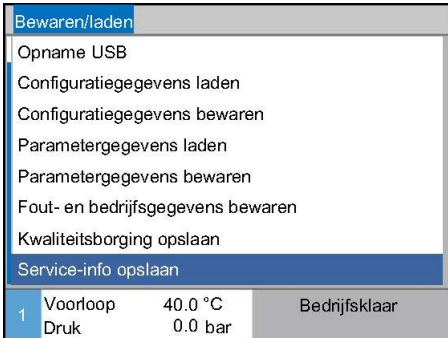 Bewaren/laden
Opname USB
Configuratiegegevens laden
Configuratiegegevens bewaren
Parametergegevens laden
Parametergegevens bewaren
Fout- en bedrijfsgegevens bewaren
Kwaliteitsborging opslaan
Service-info opslaan
1 Voorloop 40.0 °C Bedrijfsklaar
Druk 0.0 bar